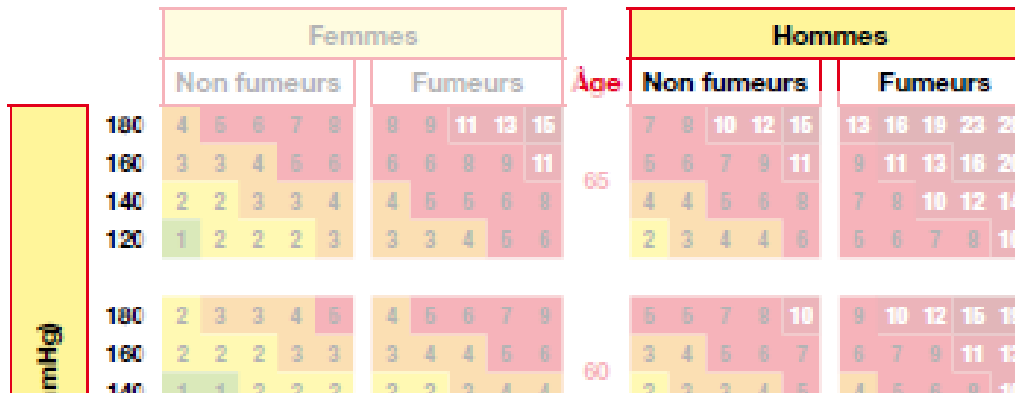 Femmes Hommes
Non fumeurs Fumeurs Âge Non fumeurs Fumeurs
180 4 5 6 7 8 8 9 11 13 15 7 8 10 12 15 13 16 19 23
160 3 3 4 5 6 6 6 8 9 11 65 5 6 7 9 11 9 11 13 16
140 2 2 3 3 4 4 5 5 6 8 4 4 5 6 8 7 8 10 12 14
120 1 2 2 2 3 3 3 4 5 6 2 3 4 4 5 5 6 7 8
180 2 3 3 4 5 4 5 6 7 9 5 5 7 8 10 9 10 12 15
160 2 2 2 3 3 3 4 4 5 6 60 3 4 5 6 7 6 7 9 11
mHg)